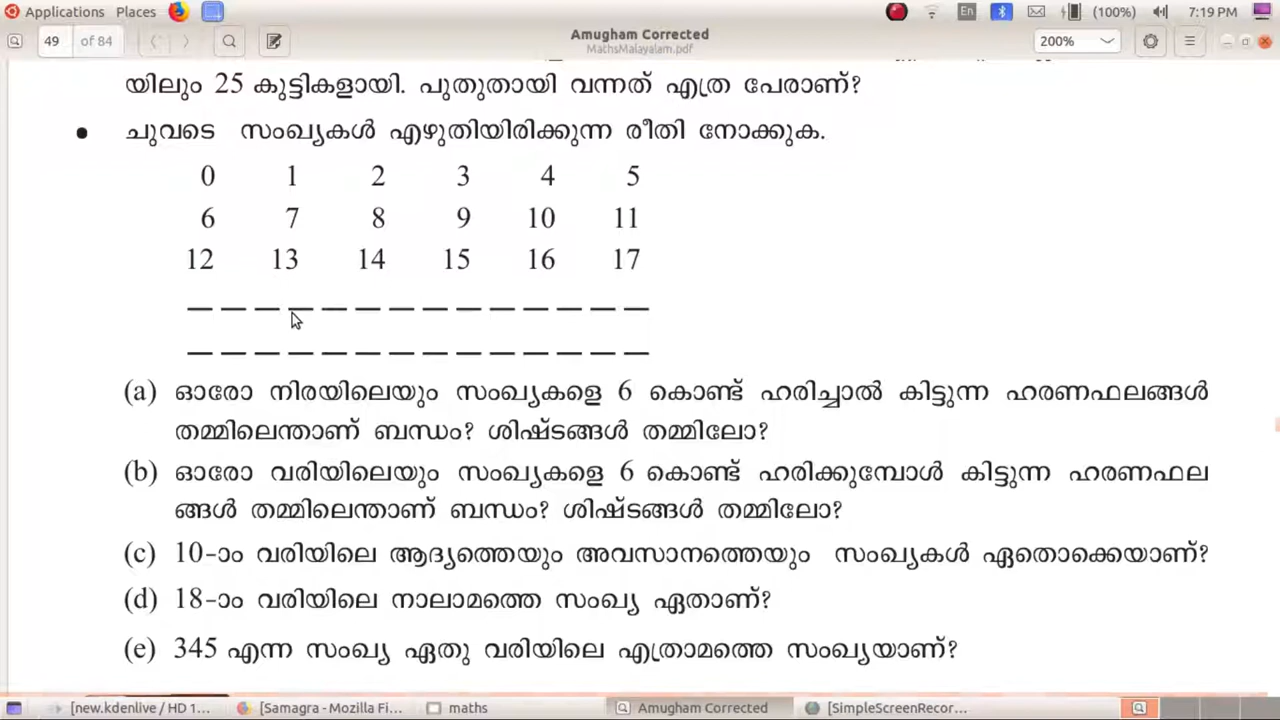 Applications Places En (100%) 7:19 PM
49 of 84 Amugham Corrected 200%
MathsMalayalam.pdf
യിലും 25 കുട്ടികളായി. പുതുതായി വന്നത് എത്ര പേരാണ്?
• ചുവടെ സംഖ്യകൾ എഴുതിയിരിക്കുന്ന രീതി നോക്കുക.
0 1 2 3 4 5
6 7 8 9 10 11
12 13 14 15 16 17
— — — — — — — — — — — — — —
— — — — — — — — — — — — — —
(a) ഓരോ നിരയിലെയും സംഖ്യകളെ 6 കൊണ്ട് ഹരിച്ചാൽ കിട്ടുന്ന ഹരണഫലങ്ങൾ
തമ്മിലെന്താണ് ബന്ധം? ശിഷ്ടങ്ങൾ തമ്മിലോ?
(b) ഓരോ വരിയിലെയും സംഖ്യകളെ 6 കൊണ്ട് ഹരിക്കുമ്പോൾ കിട്ടുന്ന ഹരണഫല
ങ്ങൾ തമ്മിലെന്താണ് ബന്ധം? ശിഷ്ടങ്ങൾ തമ്മിലോ?
(c) 10-ാം വരിയിലെ ആദ്യത്തെയും അവസാനത്തെയും സംഖ്യകൾ ഏതൊക്കെയാണ്?
(d) 18-ാം വരിയിലെ നാലാമത്തെ സംഖ്യ ഏതാണ്?
(e) 345 എന്ന സംഖ്യ ഏതു വരിയിലെ എത്രാമത്തെ സംഖ്യയാണ്?
[new.kdenlive / HD 1... [Samagra - Mozilla Fi... maths Amugham Corrected [SimpleScreenRecor...